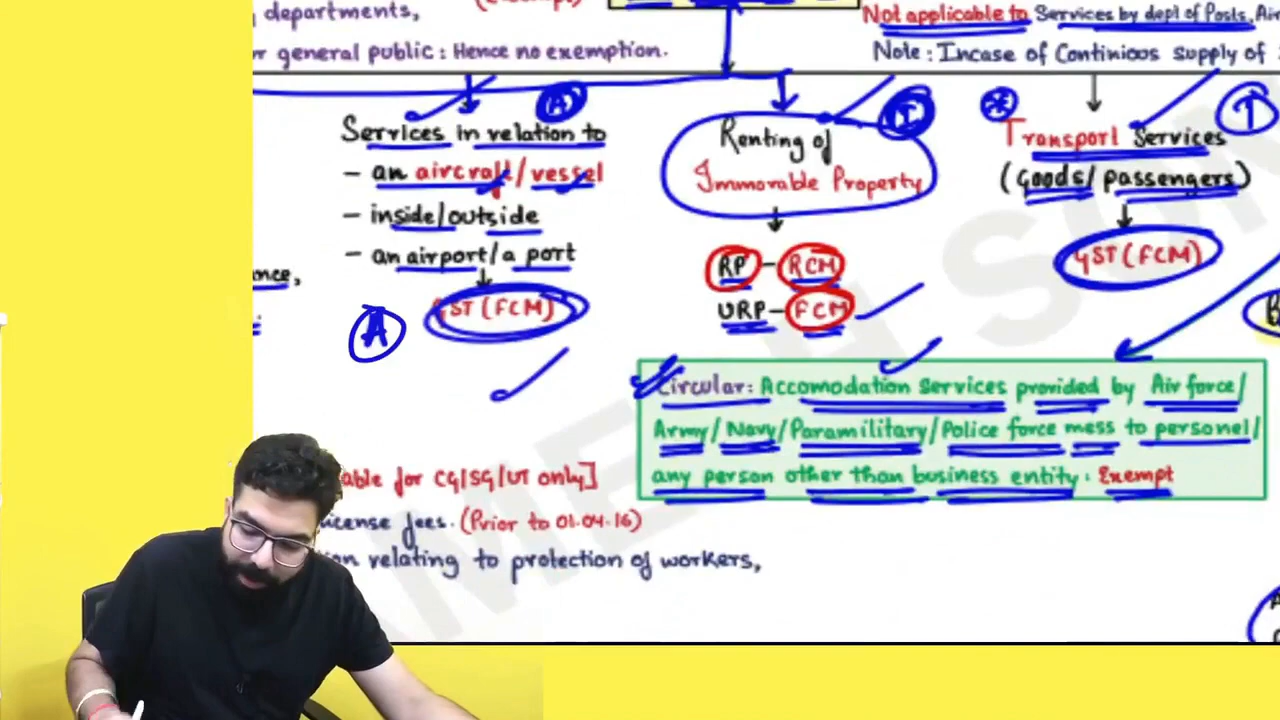 departments,
general public : Hence no exemption.
Not applicable to Services by dept of Posts,
Note : Incase of Continious supply of
Services in relation to
- an aircraft/vessel
- inside/outside
- an airport/a port
GST (FCM)
A
A
Renting of
Immovable Property
I
RP - RCM
URP - FCM
Transport Services
(Goods/passengers)
T
GST (FCM)
Circular: Accomodation Services provided by Air force/
Army/Navy/Paramilitary/Police force mess to personel/
any person other than business entity : Exempt
for CG/SG/UT only]
license fees. (Prior to 01.04.16)
relating to protection of workers,